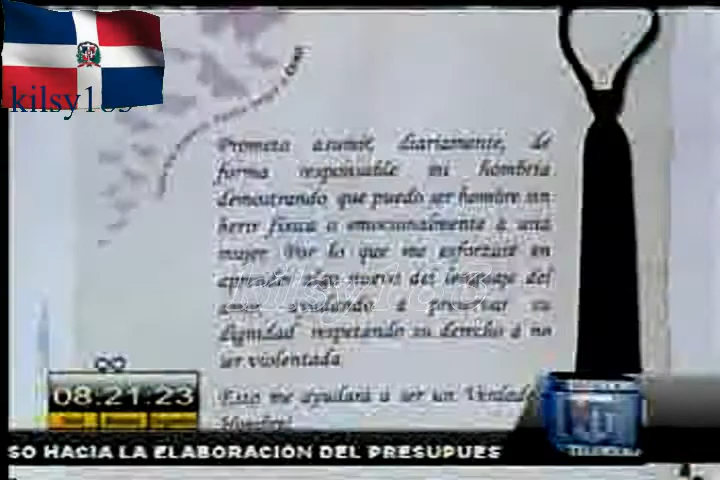 kilsy189
Prometo asumir, diariamente, de
forma responsable mi hombría
demostrando que puedo ser hombre sin
herir física o emocionalmente a una
mujer. Por lo que me esforzaré en
aprender algo nuevo del lenguaje del
amor, ayudando a preservar su
dignidad respetando su derecho a no
ser violentada.
Esto me ayudará a ser un Verdadero
Hombre!
kilsy189
08:21:23
SO HACIA LA ELABORACIÓN DEL PRESUPUES